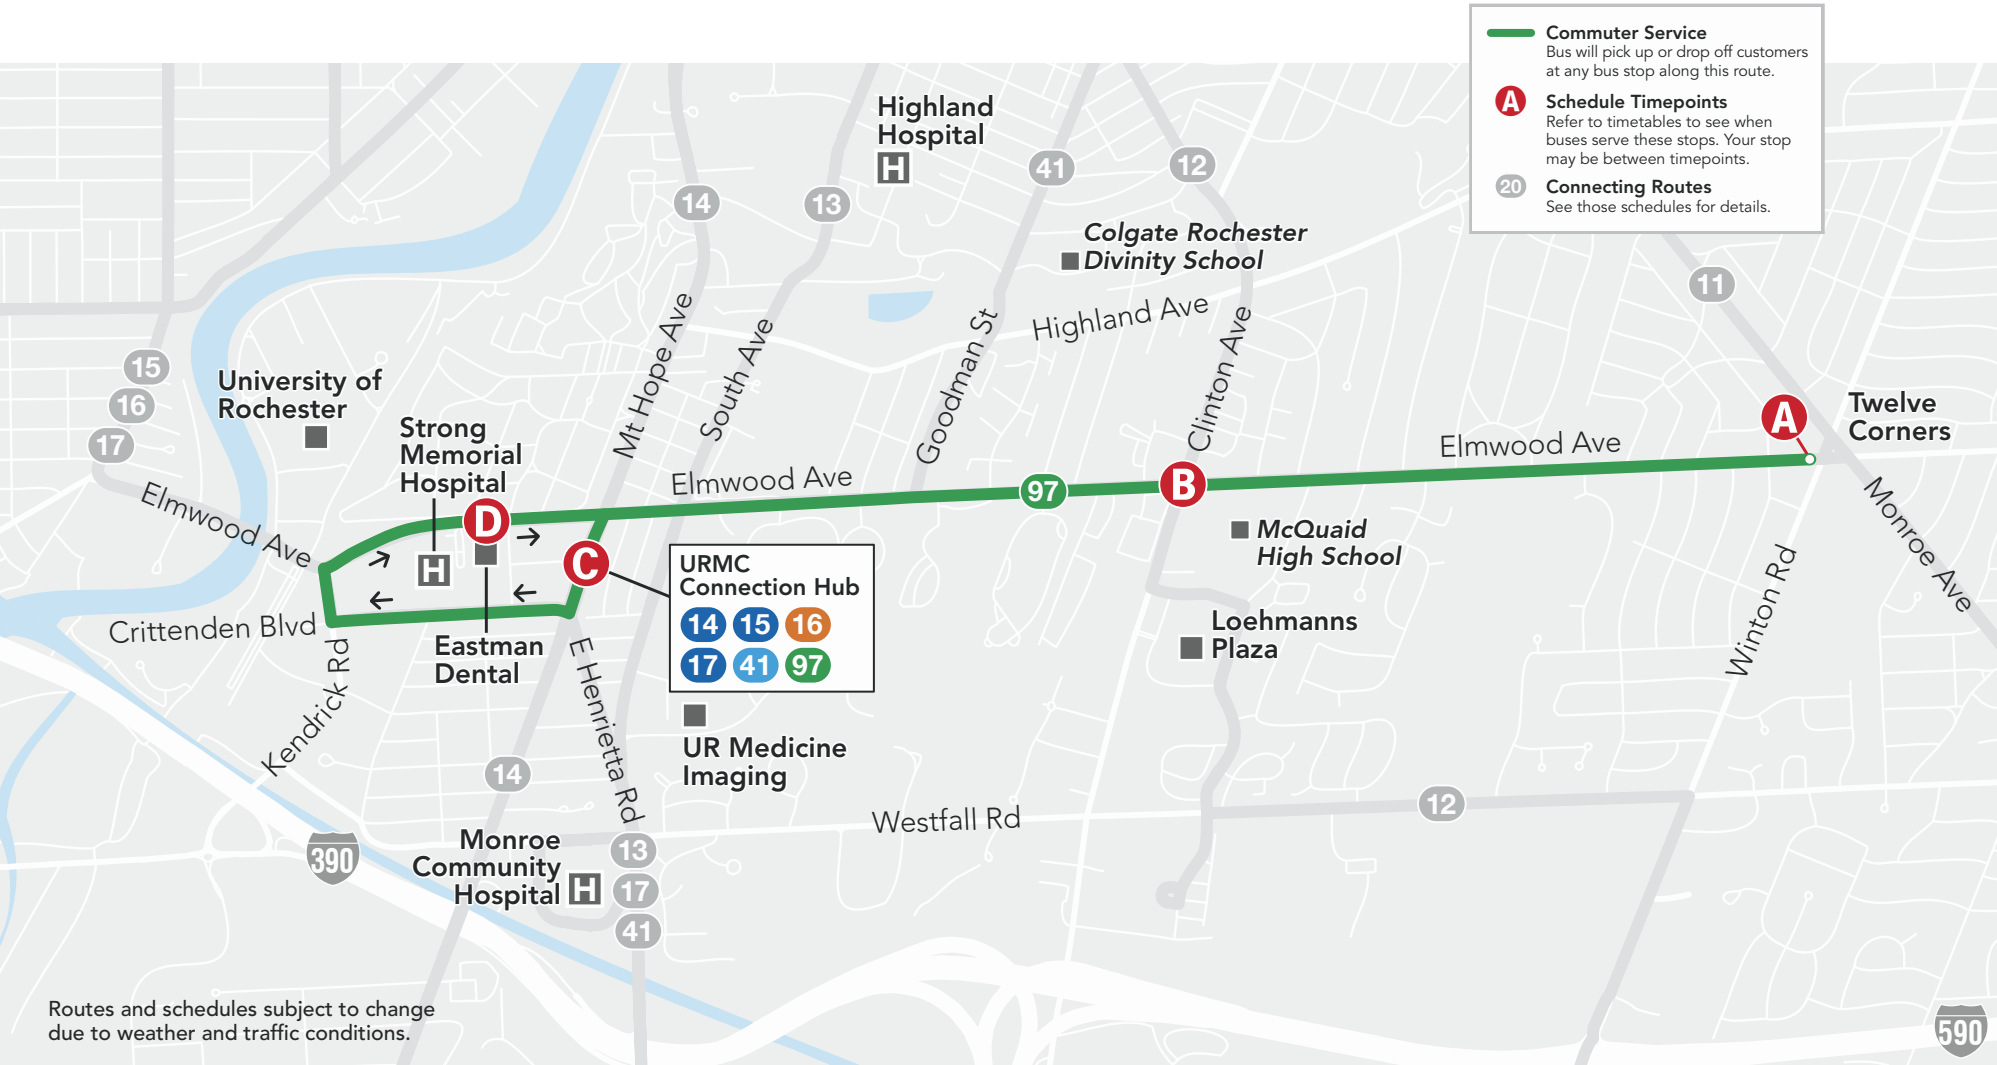 Commuter Service
Bus will pick up or drop off customers
at any bus stop along this route.
A
Schedule Timepoints
Refer to timetables to see when
buses serve these stops. Your stop
may be between timepoints.
20
Connecting Routes
See those schedules for details.
Highland
Hospital
H
41
12
14
13
Colgate Rochester
Divinity School
11
Highland Ave
Mt Hope Ave
South Ave
Goodman St
Clinton Ave
15
16
17
University of
Rochester
Strong
Memorial
Hospital
A
Twelve
Corners
Elmwood Ave
Elmwood Ave
97
B
D
Elmwood Ave
H
C
McQuaid
High School
Monroe Ave
Winton Rd
URMC
Connection Hub
14
15
16
17
41
97
Crittenden Blvd
Kendrick Rd
Eastman
Dental
E Henrietta Rd
Loehmanns
Plaza
UR Medicine
Imaging
14
12
Westfall Rd
390
Monroe
Community
Hospital
H
13
17
41
Routes and schedules subject to change
due to weather and traffic conditions.
590